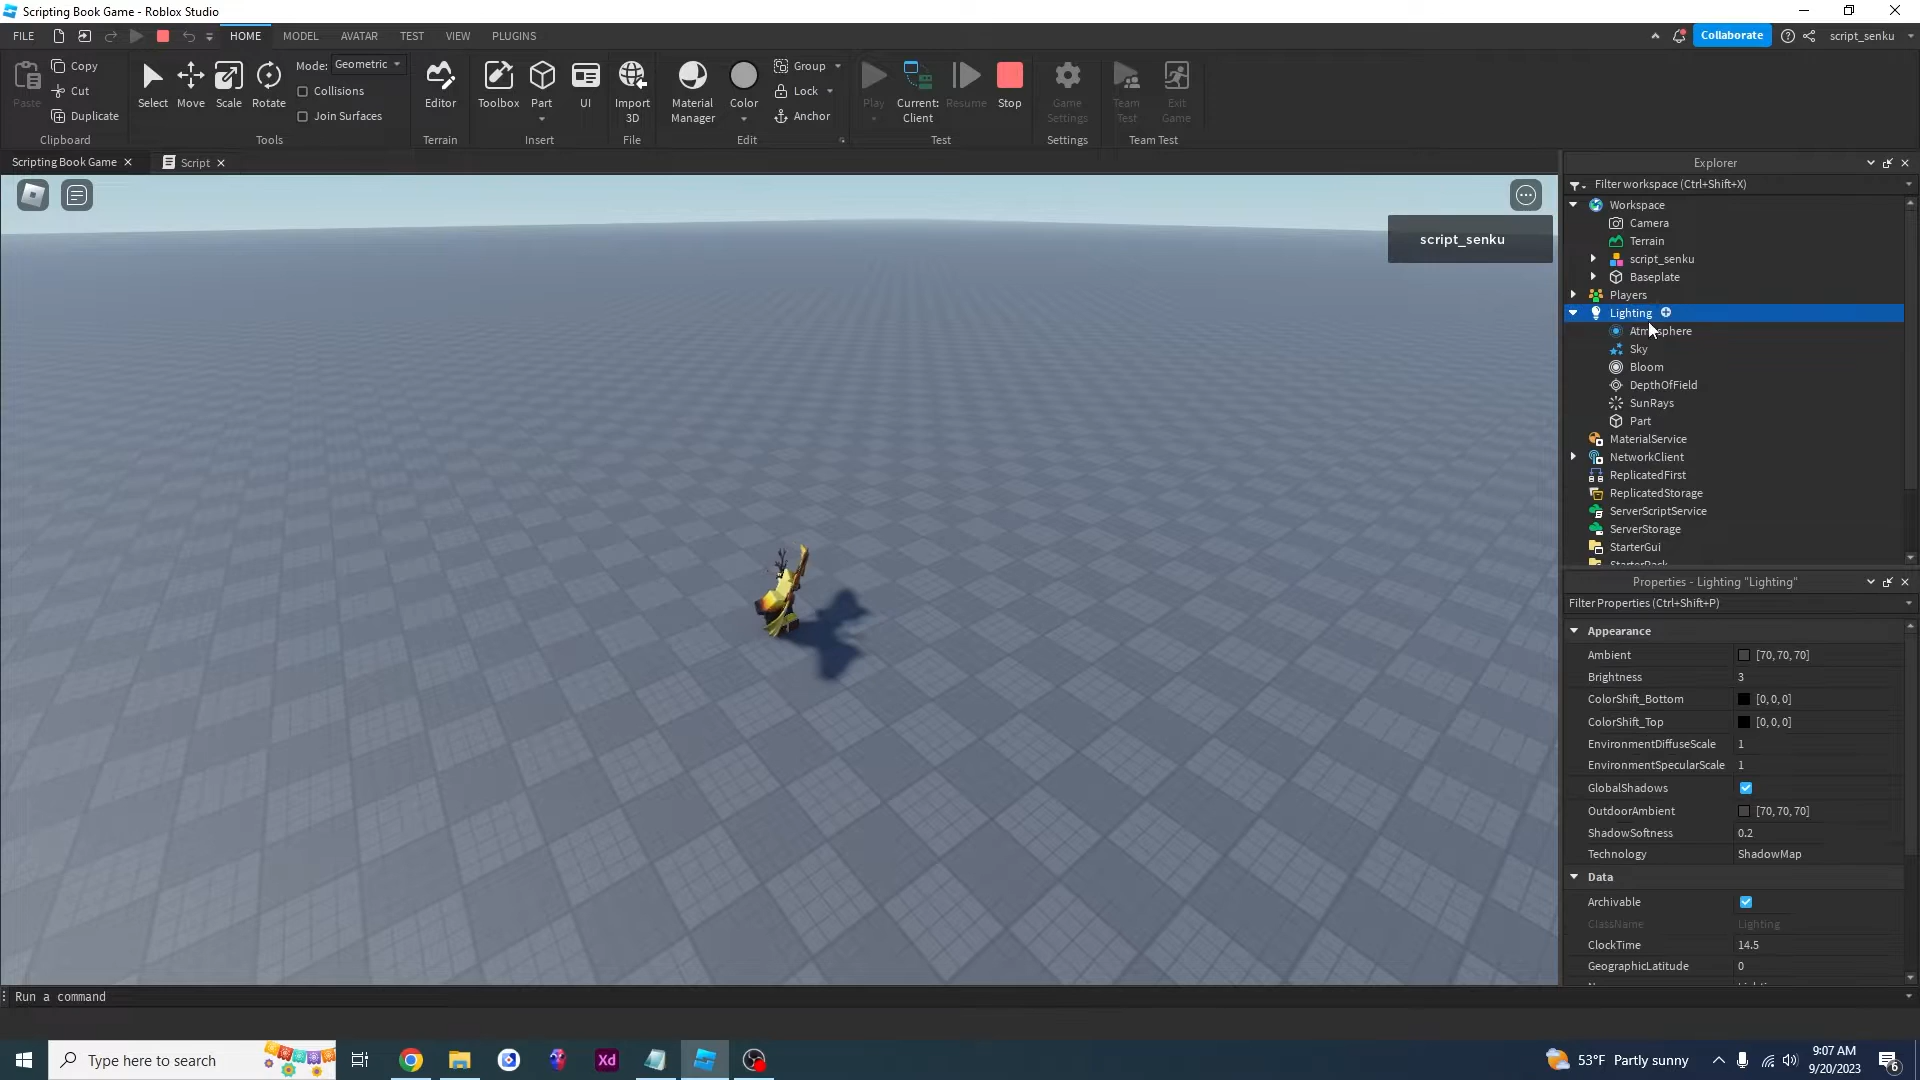 Scripting Book Game - Roblox Studio
FILE HOME MODEL AVATAR TEST VIEW PLUGINS Collaborate script_senku
Paste Copy Cut Duplicate Clipboard
Select Move Scale Rotate Mode: Geometric Collisions Join Surfaces Tools
Editor Terrain
Toolbox Part UI Insert
Import 3D File
Material Manager Color Group Lock Anchor Edit
Play Current: Client Resume Stop Test
Game Settings Settings
Team Test Exit Game Team Test
Scripting Book Game Script
script_senku
Explorer
Filter workspace (Ctrl+Shift+X)
Workspace
Camera
Terrain
script_senku
Baseplate
Players
Lighting
Atmosphere
Sky
Bloom
DepthOfField
SunRays
Part
MaterialService
NetworkClient
ReplicatedFirst
ReplicatedStorage
ServerScriptService
ServerStorage
StarterGui
StarterPack
Properties - Lighting "Lighting"
Filter Properties (Ctrl+Shift+P)
Appearance
Ambient [70, 70, 70]
Brightness 3
ColorShift_Bottom [0, 0, 0]
ColorShift_Top [0, 0, 0]
EnvironmentDiffuseScale 1
EnvironmentSpecularScale 1
GlobalShadows
OutdoorAmbient [70, 70, 70]
ShadowSoftness 0.2
Technology ShadowMap
Data
Archivable
ClassName Lighting
ClockTime 14.5
GeographicLatitude 0
Run a command
Type here to search
Xd
53°F Partly sunny
9:07 AM
9/20/2023
6